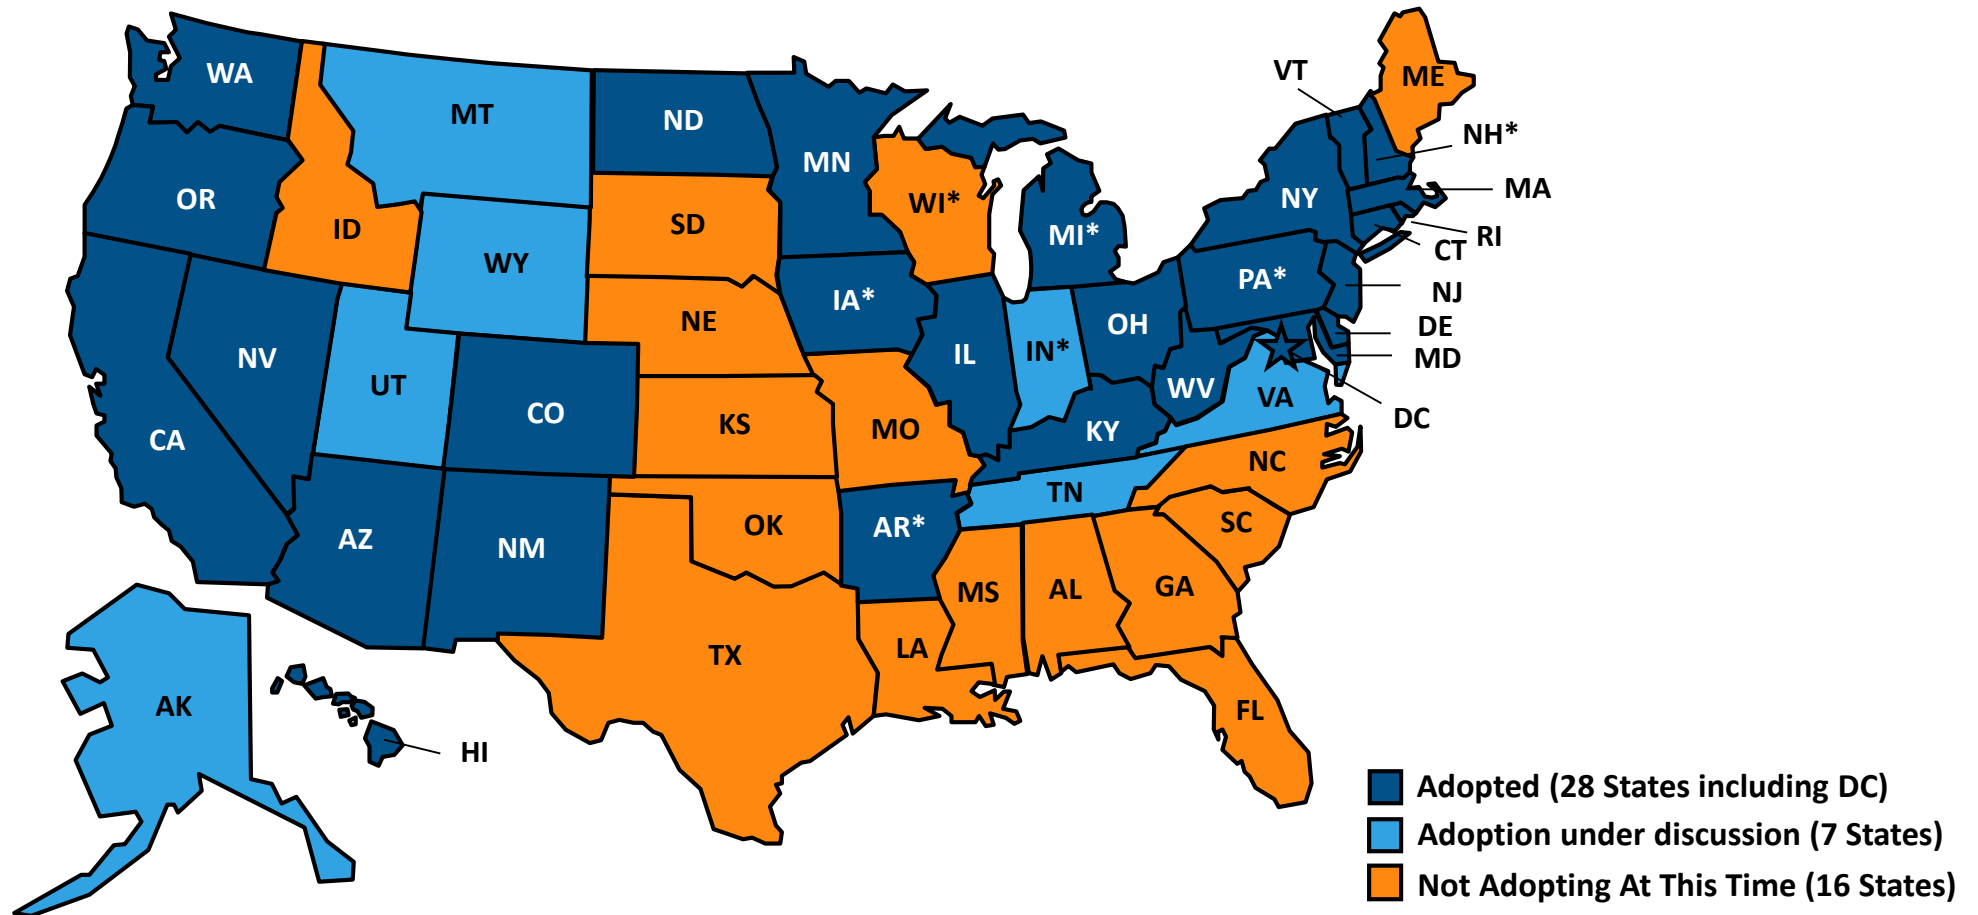 WA
MT
ND
MN
VT
ME
NH*
MA
OR
ID
SD
WI*
MI*
NY
RI
CT
WY
IA*
PA*
NJ
NE
OH
DE
NV
UT
IL
IN*
MD
CO
KS
MO
WV
VA
DC
CA
KY
NC
TN
AZ
NM
OK
AR*
SC
MS
AL
GA
TX
LA
AK
FL
HI
Adopted (28 States including DC)
Adoption under discussion (7 States)
Not Adopting At This Time (16 States)